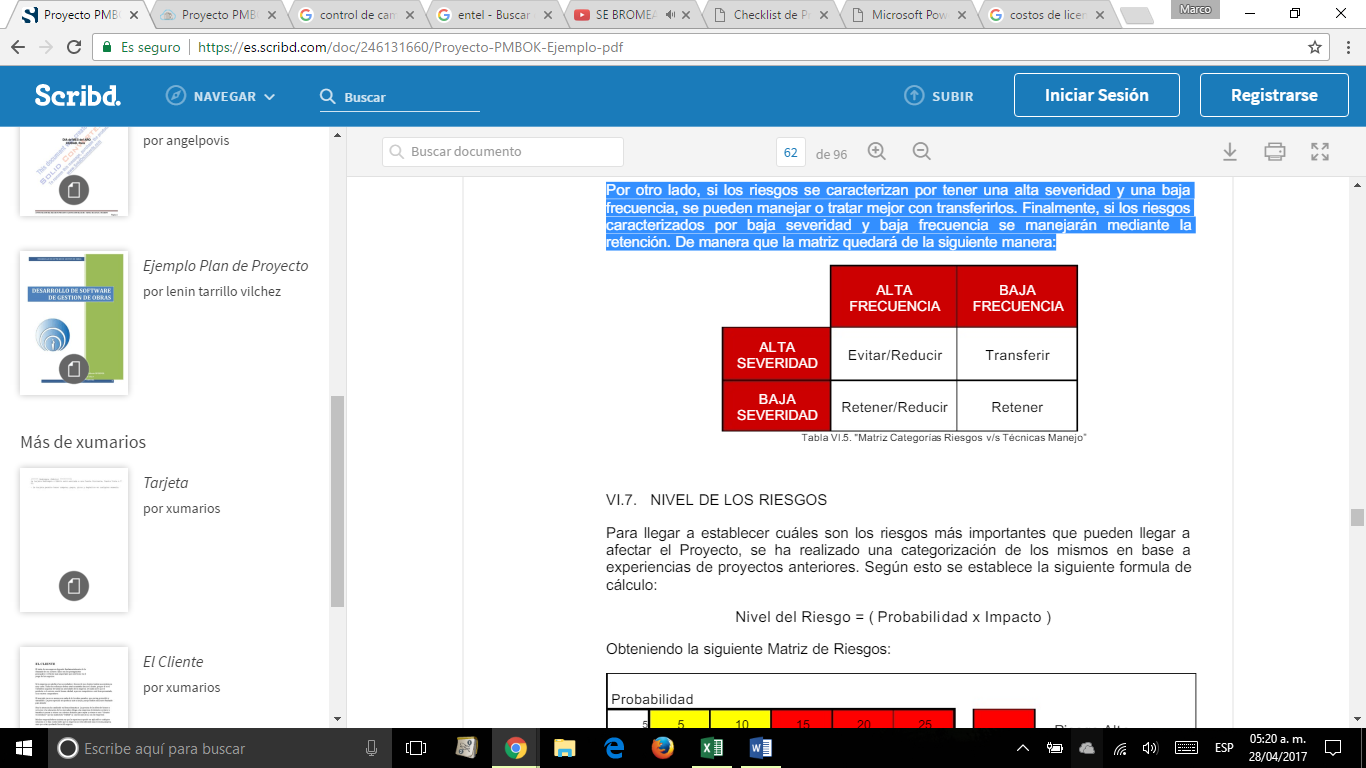 Proyecto PMBO
Proyecto PMBO
control de cam
entel - Buscar
SE BROMEA
Checklist de P
Microsoft Pow
costos de licen
Marco
Es seguro
https://es.scribd.com/doc/246131660/Proyecto-PMBOK-Ejemplo-pdf
Scribd.
NAVEGAR
Buscar
SUBIR
Iniciar Sesión
Registrarse
por angelpovis
Buscar documento
62
de 96
Por otro lado, si los riesgos se caracterizan por tener una alta severidad y una baja
frecuencia, se pueden manejar o tratar mejor con transferirlos. Finalmente, si los riesgos
caracterizados por baja severidad y baja frecuencia se manejarán mediante la
retención. De manera que la matriz quedará de la siguiente manera:
Ejemplo Plan de Proyecto
por lenin tarrillo vilchez
DESARROLLO DE SOFTWARE
DE GESTION DE OBRAS
ALTA
FRECUENCIA
BAJA
FRECUENCIA
ALTA
SEVERIDAD
Evitar/Reducir
Transferir
BAJA
SEVERIDAD
Retener/Reducir
Retener
Tabla VI.5. "Matriz Categorías Riesgos v/s Técnicas Manejo"
Más de xumarios
Tarjeta
por xumarios
VI.7. NIVEL DE LOS RIESGOS
Para llegar a establecer cuáles son los riesgos más importantes que pueden llegar a
afectar el Proyecto, se ha realizado una categorización de los mismos en base a
experiencias de proyectos anteriores. Según esto se establece la siguiente formula de
cálculo:
Nivel del Riesgo = ( Probabilidad x Impacto )
Obteniendo la siguiente Matriz de Riesgos:
El Cliente
por xumarios
EL CLIENTE
Probabilidad
5
5
10
15
20
25
Riesgo Alto
Escribe aquí para buscar
ESP
05:20 a. m.
28/04/2017